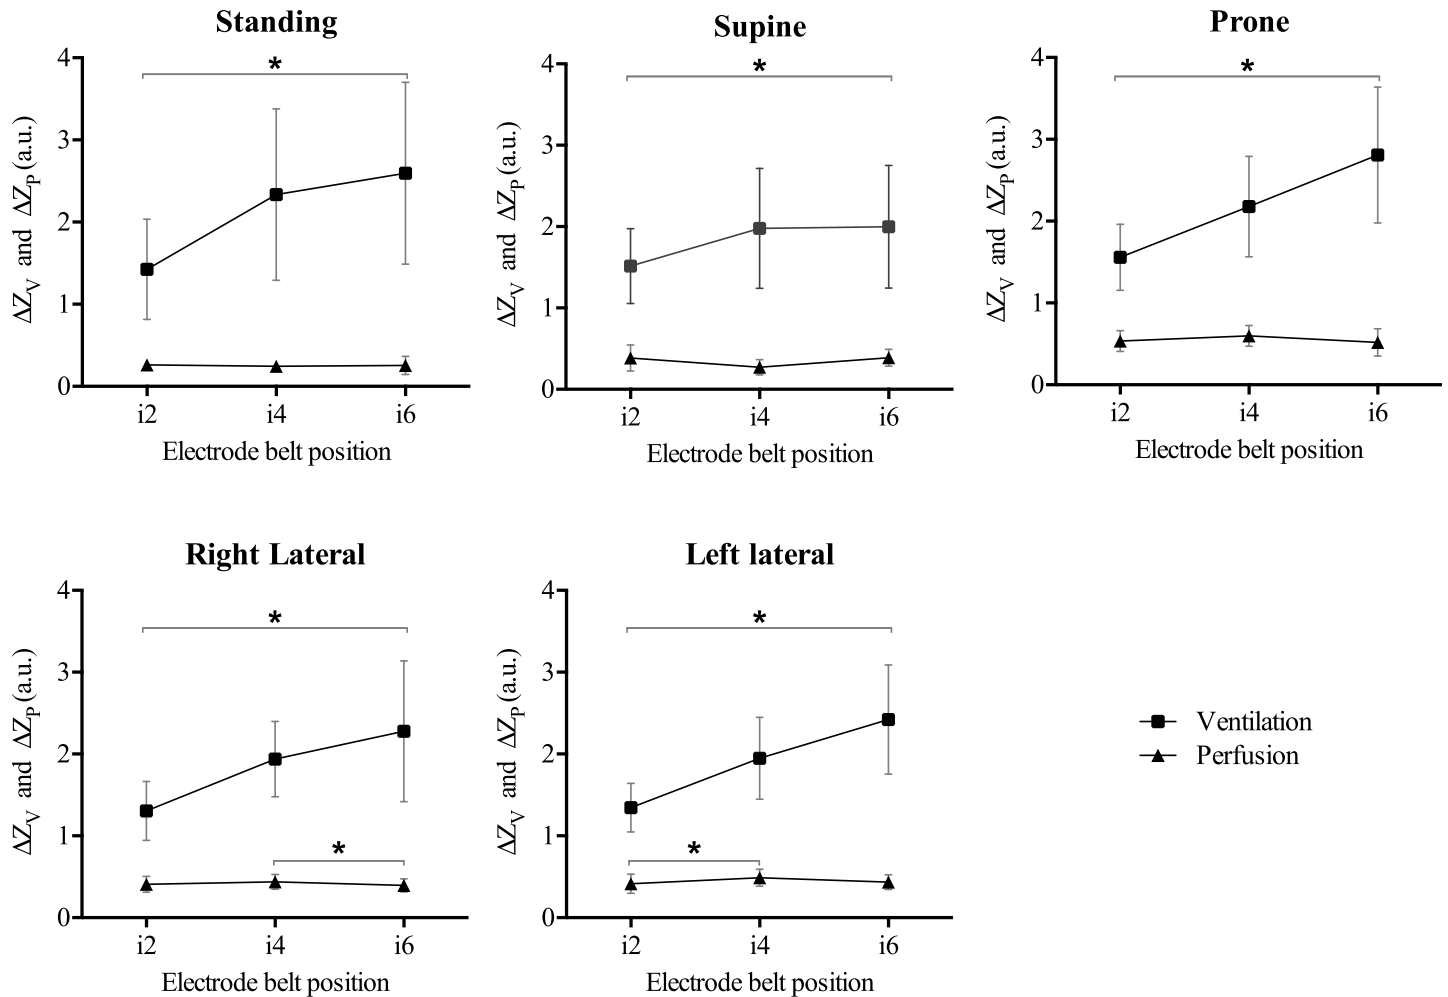 Standing
4
3
2
1
0
*
ΔZV and ΔZP (a.u.)
i2 i4 i6
Electrode belt position
Supine
4
3
2
1
0
*
ΔZV and ΔZP (a.u.)
i2 i4 i6
Electrode belt position
Prone
4
3
2
1
0
*
ΔZV and ΔZP (a.u.)
i2 i4 i6
Electrode belt position
Right Lateral
4
3
2
1
0
*
*
ΔZV and ΔZP (a.u.)
i2 i4 i6
Electrode belt position
Left lateral
4
3
2
1
0
*
*
ΔZV and ΔZP (a.u.)
i2 i4 i6
Electrode belt position
Ventilation
Perfusion